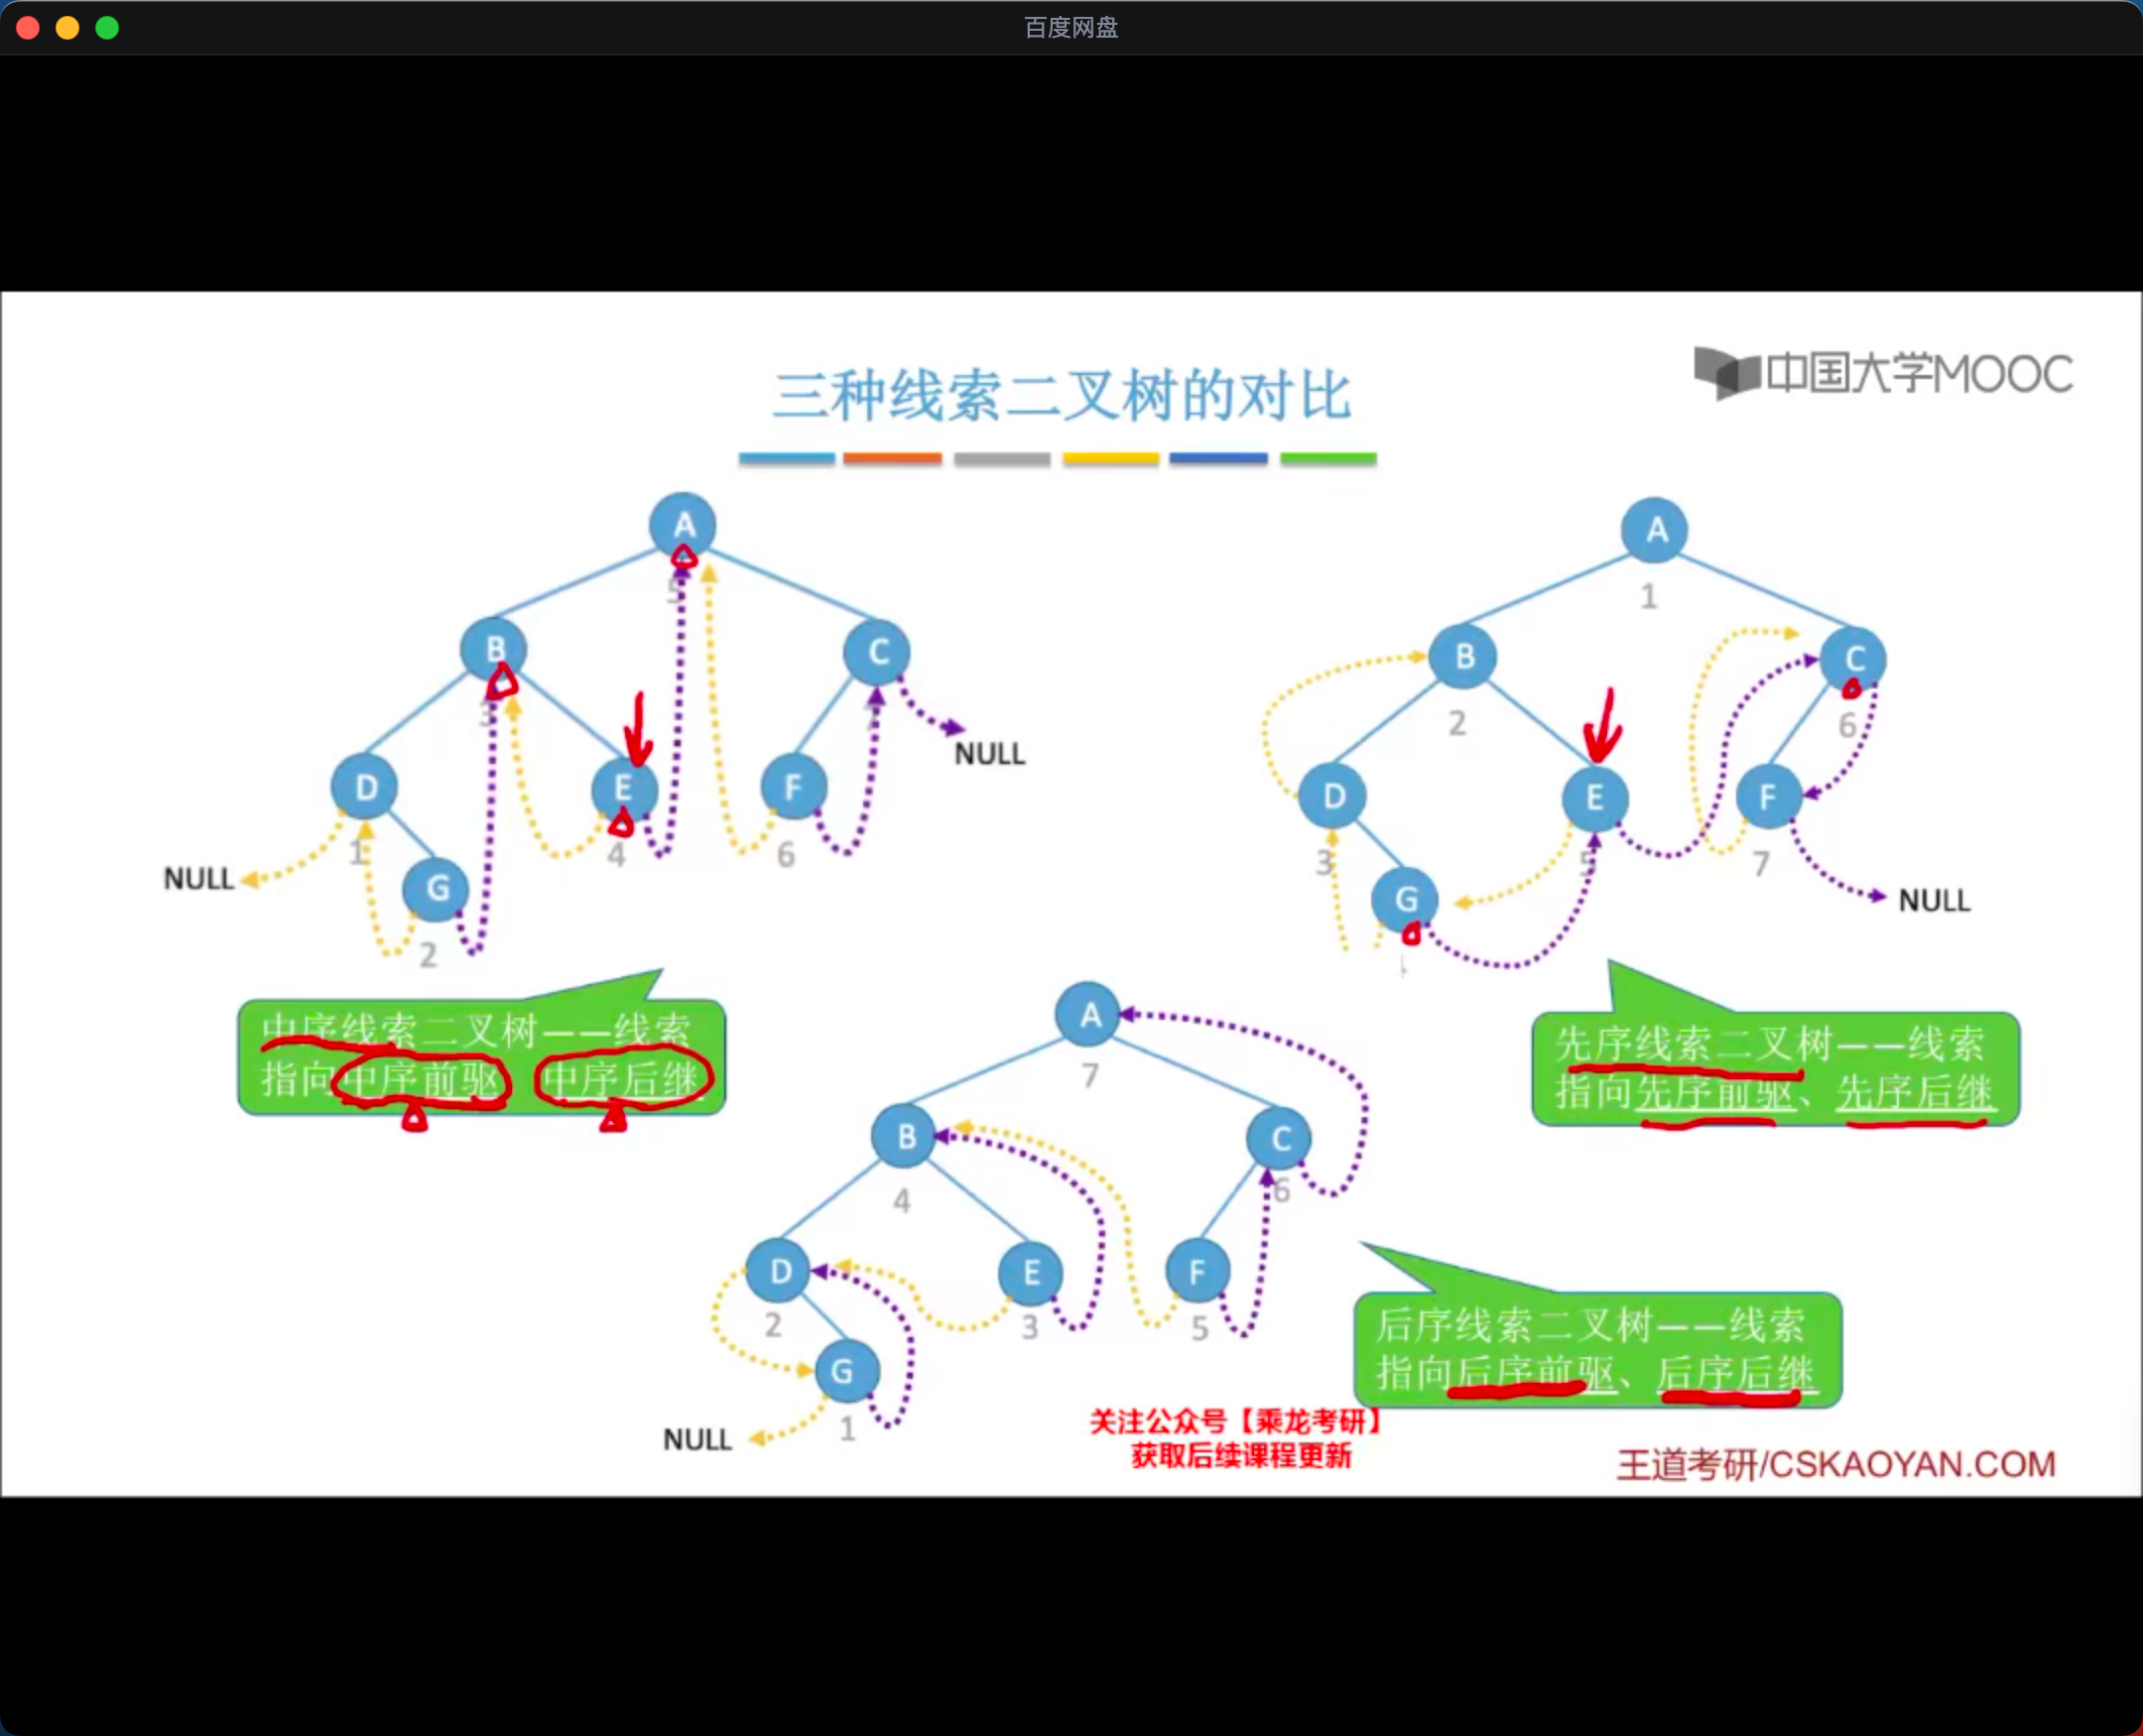 百度网盘
中国大学MOOC
三种线索二叉树的对比
A
5
B
3
C
7
NULL
D
1
E
4
F
6
NULL
G
2
A
1
B
2
C
6
D
3
E
5
F
7
G
NULL
中序线索二叉树——线索
指向中序前驱、中序后继
先序线索二叉树——线索
指向先序前驱、先序后继
A
7
B
4
C
6
D
2
E
3
F
5
G
1
NULL
后序线索二叉树——线索
指向后序前驱、后序后继
关注公众号【乘龙考研】
获取后续课程更新
王道考研/CSKAOYAN.COM